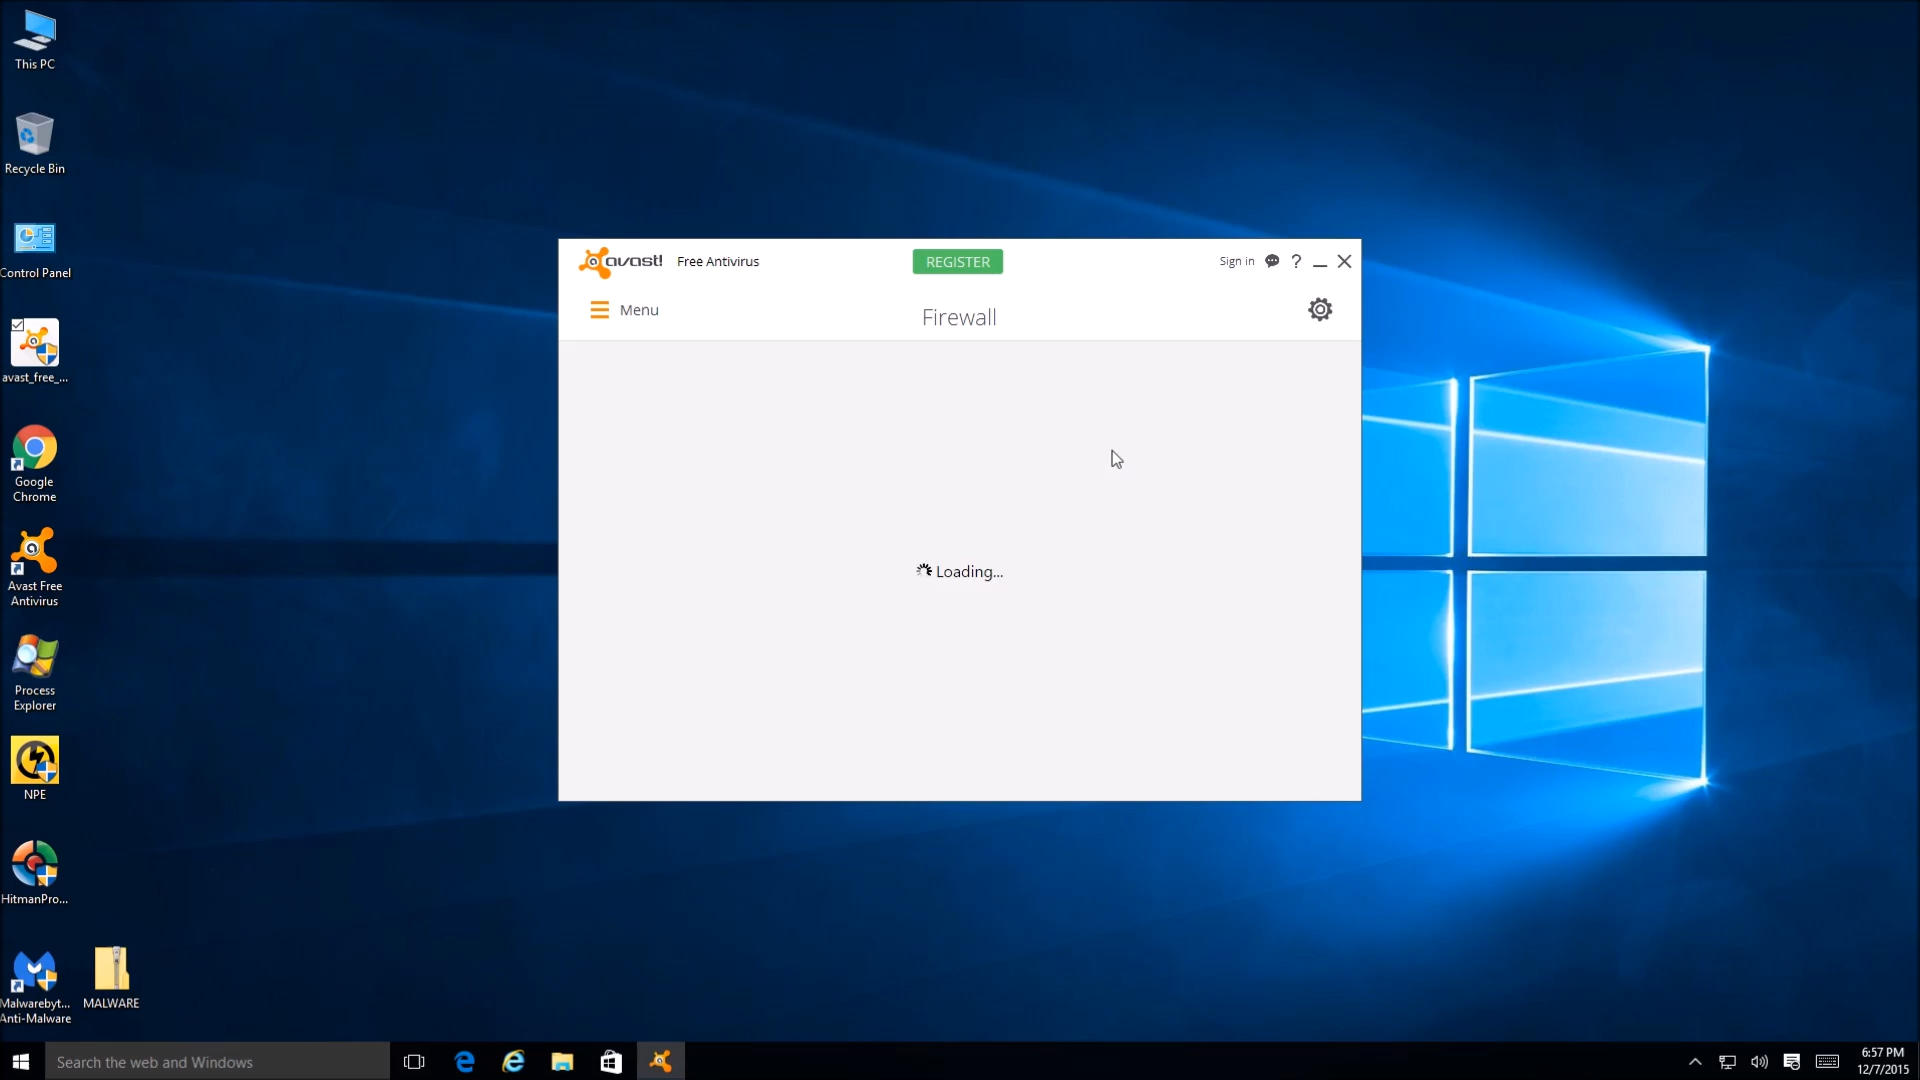 This PC
Recycle Bin
Control Panel
avast_free_...
Google
Chrome
Avast Free
Antivirus
Process
Explorer
NPE
HitmanPro...
Malwarebyt...
Anti-Malware
MALWARE
avast! Free Antivirus
REGISTER
Sign in ?
Menu
Firewall
Loading...
Search the web and Windows
6:57 PM
12/7/2015